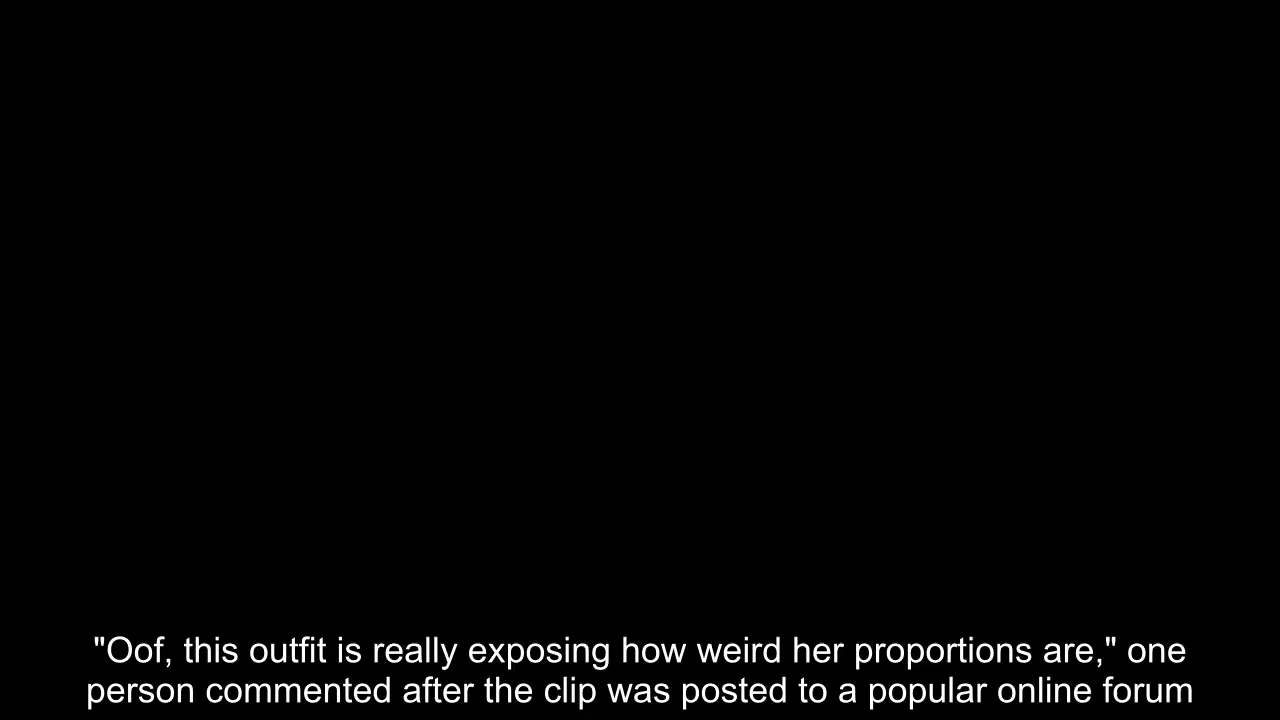 "Oof, this outfit is really exposing how weird her proportions are," one
person commented after the clip was posted to a popular online forum